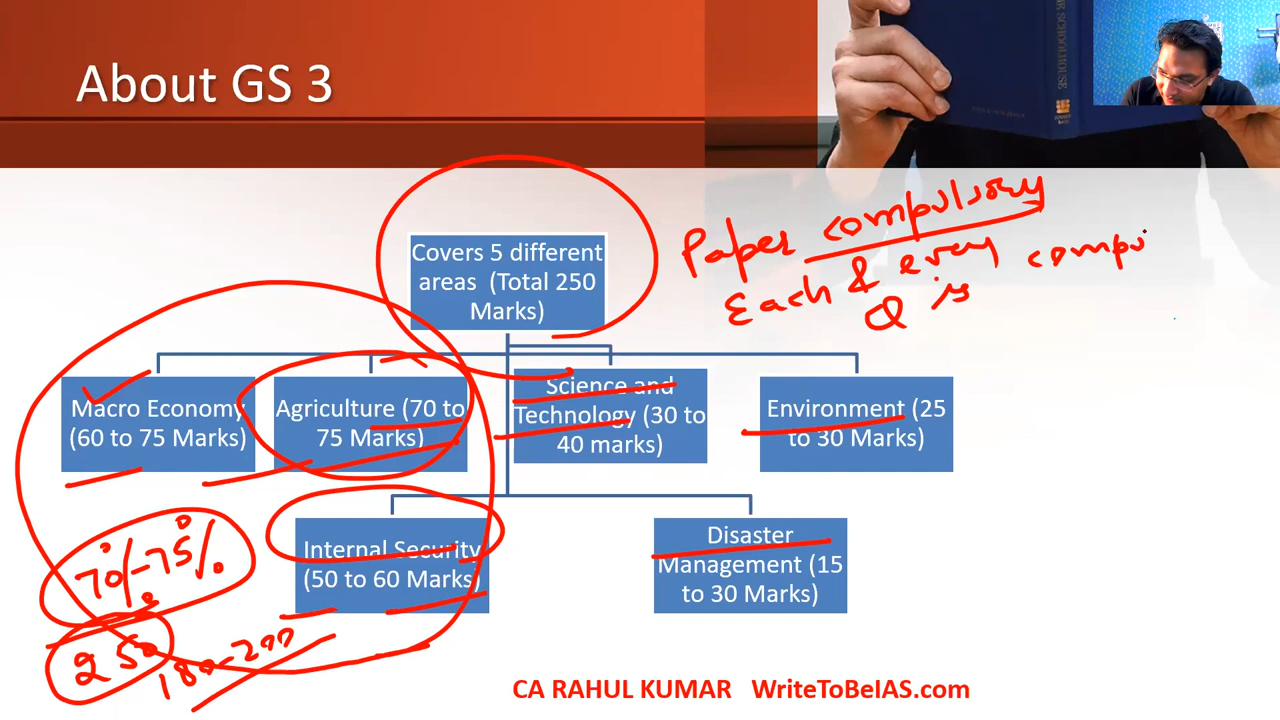 About GS 3
SCHOOLHOUSE
Paper compulsory
Each & every
Q is compu
Covers 5 different
areas (Total 250
Marks)
Macro Economy
(60 to 75 Marks)
Agriculture (70 to
75 Marks)
Science and
Technology (30 to
40 marks)
Environment (25
to 30 Marks)
Internal Security
(50 to 60 Marks)
Disaster
Management (15
to 30 Marks)
70%-75%
250
180-200
CA RAHUL KUMAR WriteToBeIAS.com